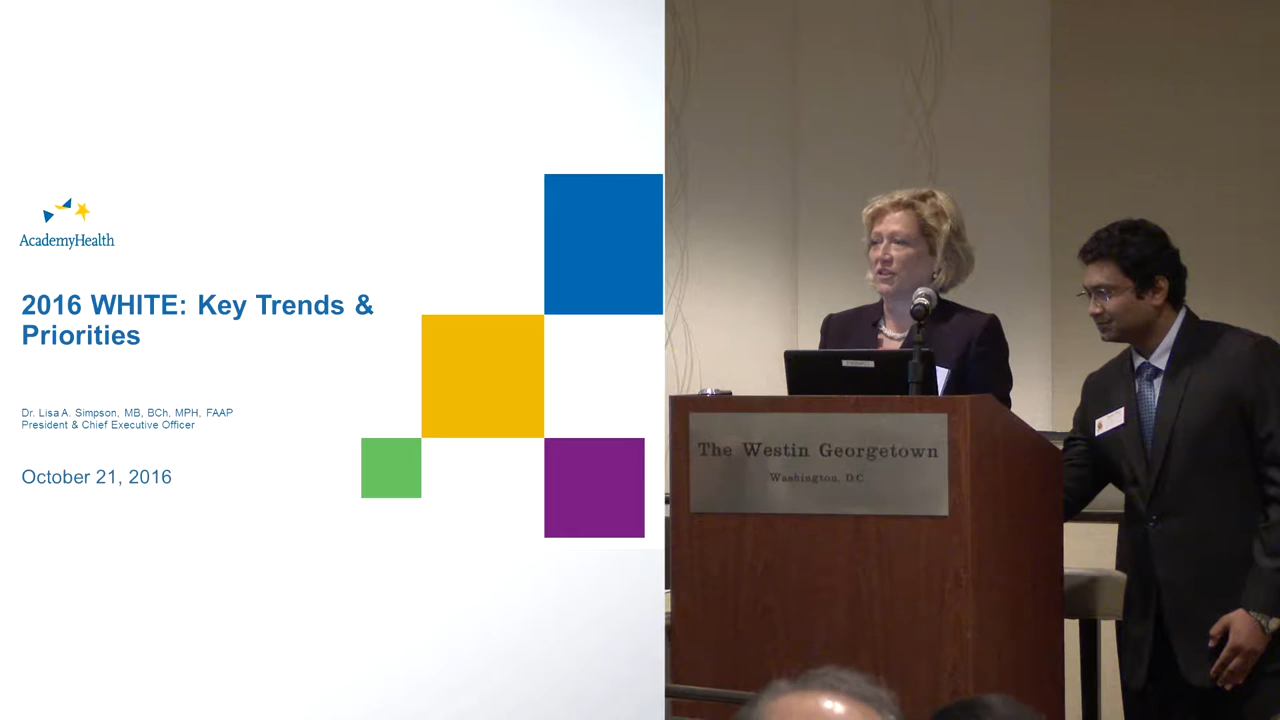 AcademyHealth
2016 WHITE: Key Trends &
Priorities
Dr. Lisa A. Simpson, MB, BCh, MPH, FAAP
President & Chief Executive Officer
October 21, 2016
The Westin Georgetown
Washington, D.C